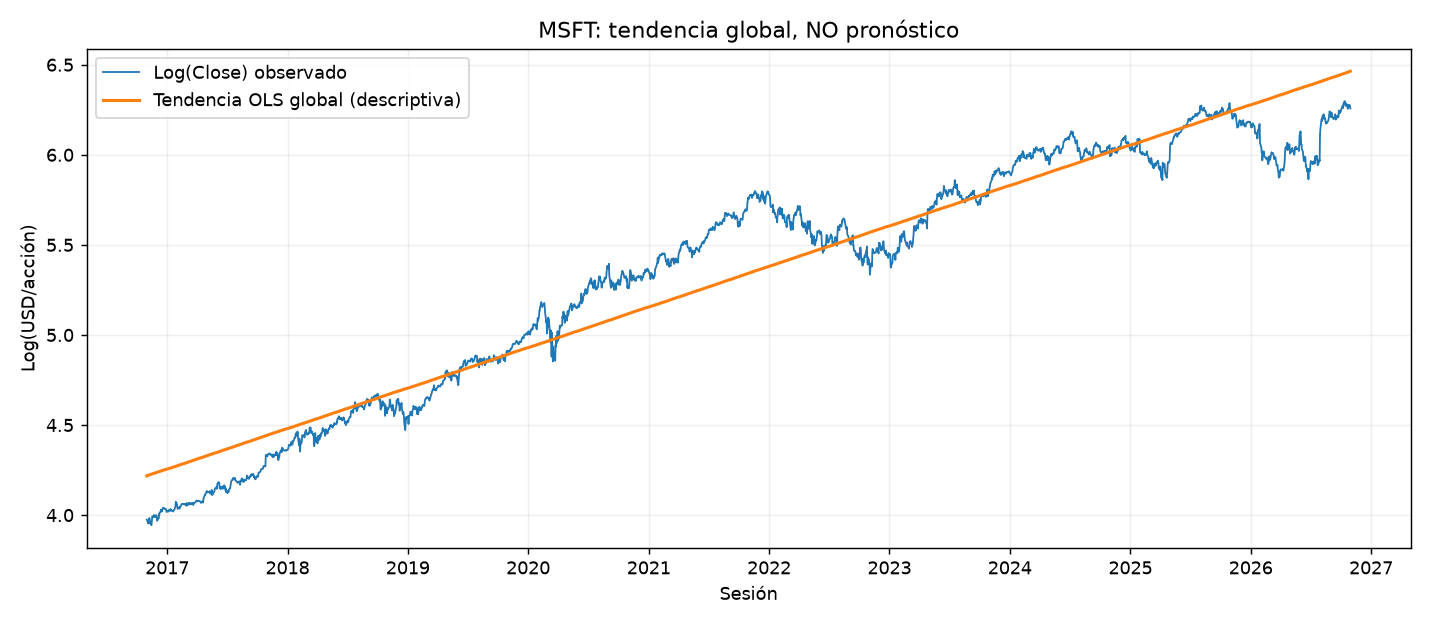 MSFT: tendencia global, NO pronóstico
Log(Close) observado
Tendencia OLS global (descriptiva)
Log(USD/acción)
6.5
6.0
5.5
5.0
4.5
4.0
2017 2018 2019 2020 2021 2022 2023 2024 2025 2026 2027
Sesión